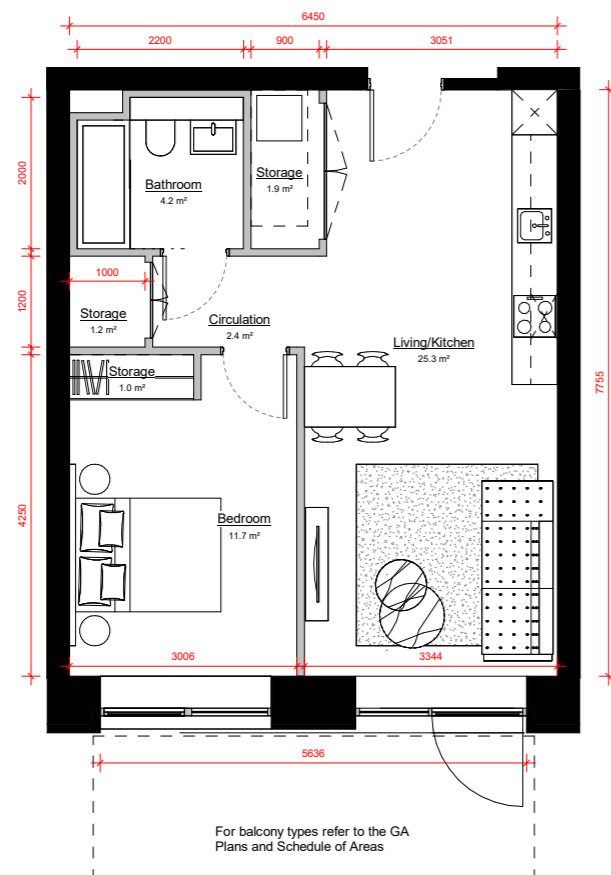 6450
2200
900
3051
2000
Bathroom
4.2 m²
Storage
1.9 m²
1000
1200
Storage
1.2 m²
Circulation
2.4 m²
Living/Kitchen
25.3 m²
Storage
1.0 m²
7755
4250
Bedroom
11.7 m²
3006
3344
5636
For balcony types refer to the GA
Plans and Schedule of Areas